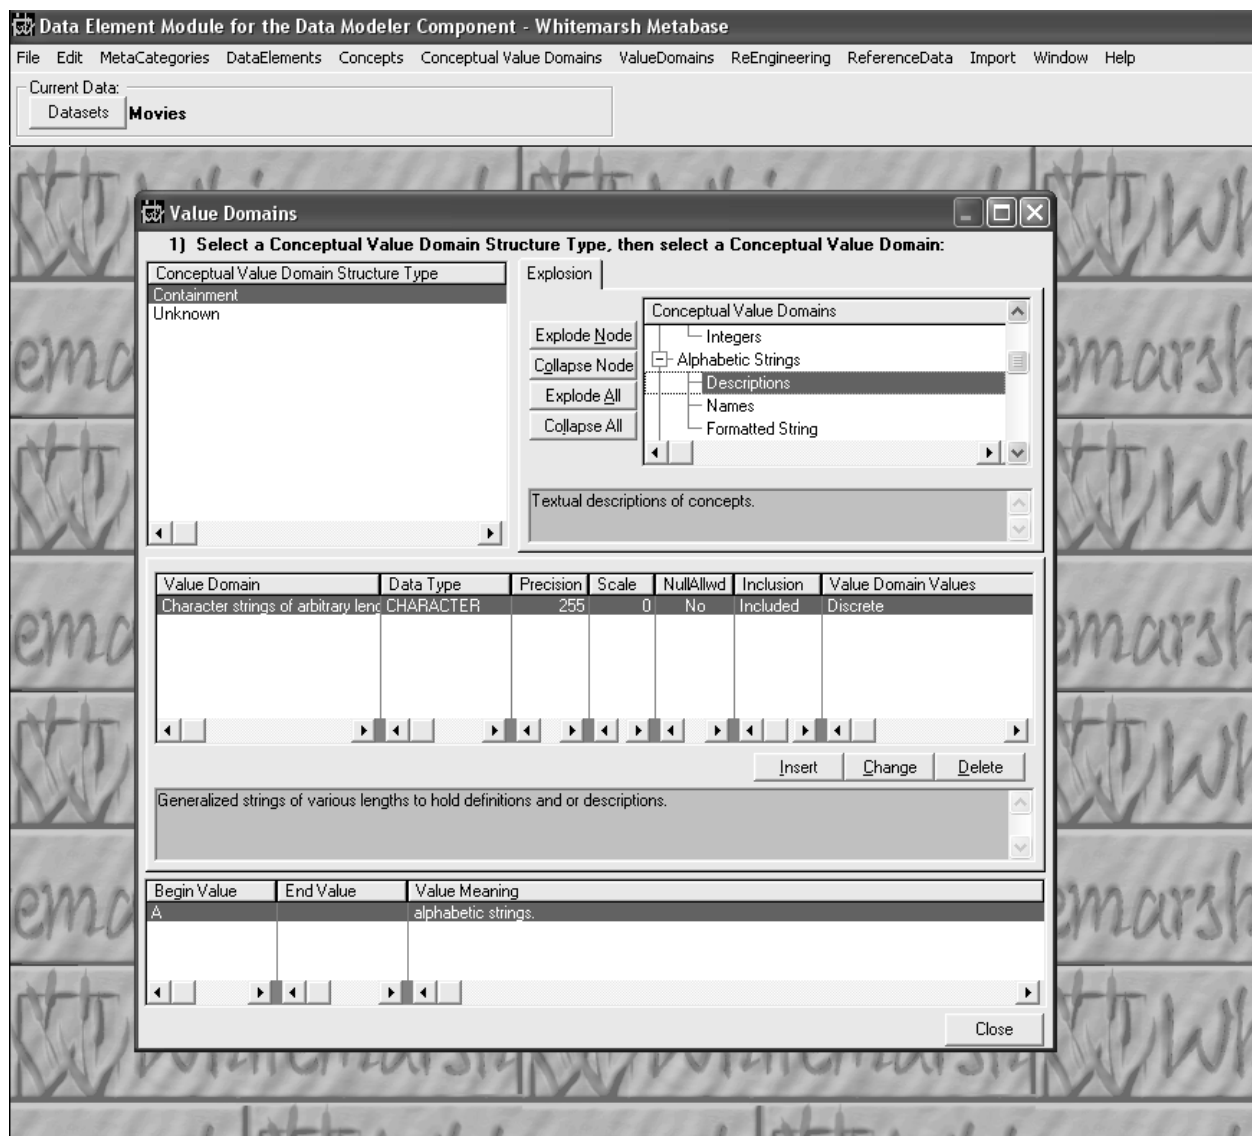 Data Element Module for the Data Modeler Component - Whitemarsh Metabase
File Edit MetaCategories DataElements Concepts Conceptual Value Domains ValueDomains ReEngineering ReferenceData Import Window Help
Current Data:
Datasets Movies
Value Domains
1) Select a Conceptual Value Domain Structure Type, then select a Conceptual Value Domain:
Conceptual Value Domain Structure Type
Containment
Unknown
Explosion
Explode Node
Collapse Node
Explode All
Collapse All
Conceptual Value Domains
Integers
Alphabetic Strings
Descriptions
Names
Formatted String
Textual descriptions of concepts.
Value Domain Data Type Precision Scale NullAllwd Inclusion Value Domain Values
Character strings of arbitrary leng CHARACTER 255 0 No Included Discrete
Insert Change Delete
Generalized strings of various lengths to hold definitions and or descriptions.
Begin Value End Value Value Meaning
A alphabetic strings.
Close